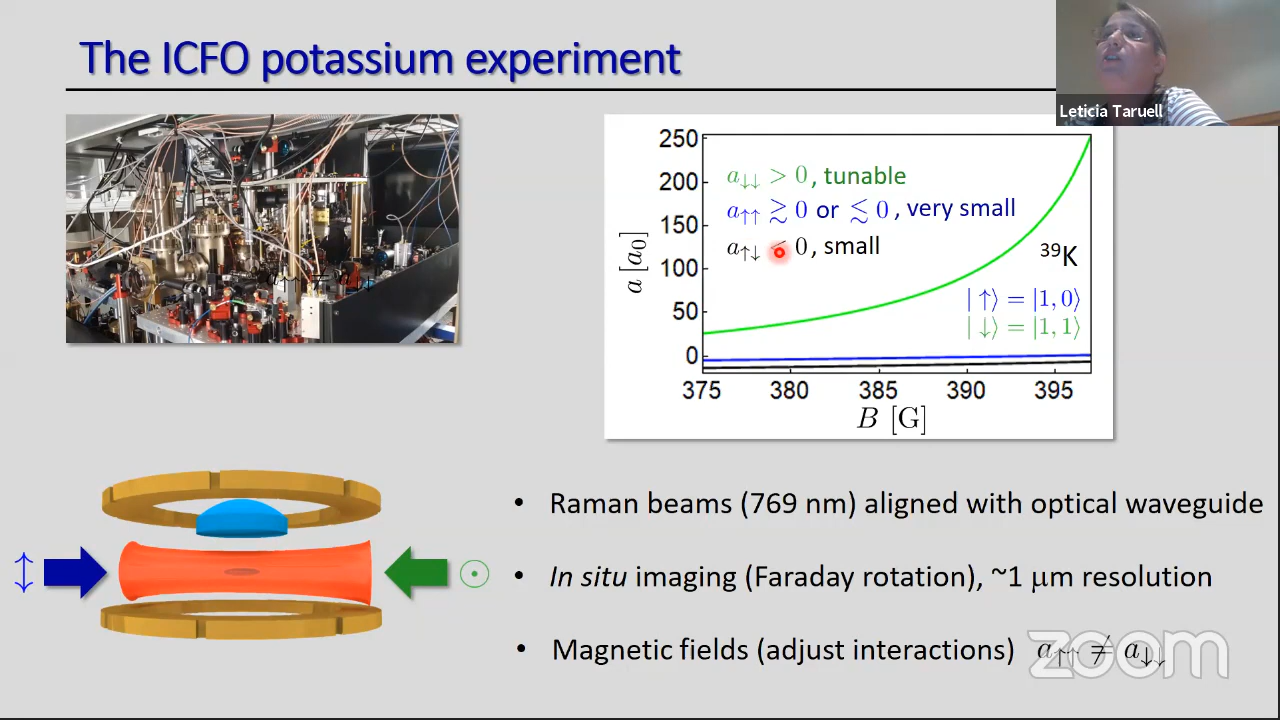 The ICFO potassium experiment
Leticia Taruell
250
200
150
100
50
0
a [a₀]
a↓↓ > 0, tunable
a↑↑ ≳ 0 or ≲ 0, very small
a↑↓ < 0, small
³⁹K
|↑⟩ = |1,0⟩
|↓⟩ = |1,1⟩
375 380 385 390 395
B [G]
• Raman beams (769 nm) aligned with optical waveguide
• In situ imaging (Faraday rotation), ~1 μm resolution
• Magnetic fields (adjust interactions) a↑↑ ≠ a↓↓
zoom